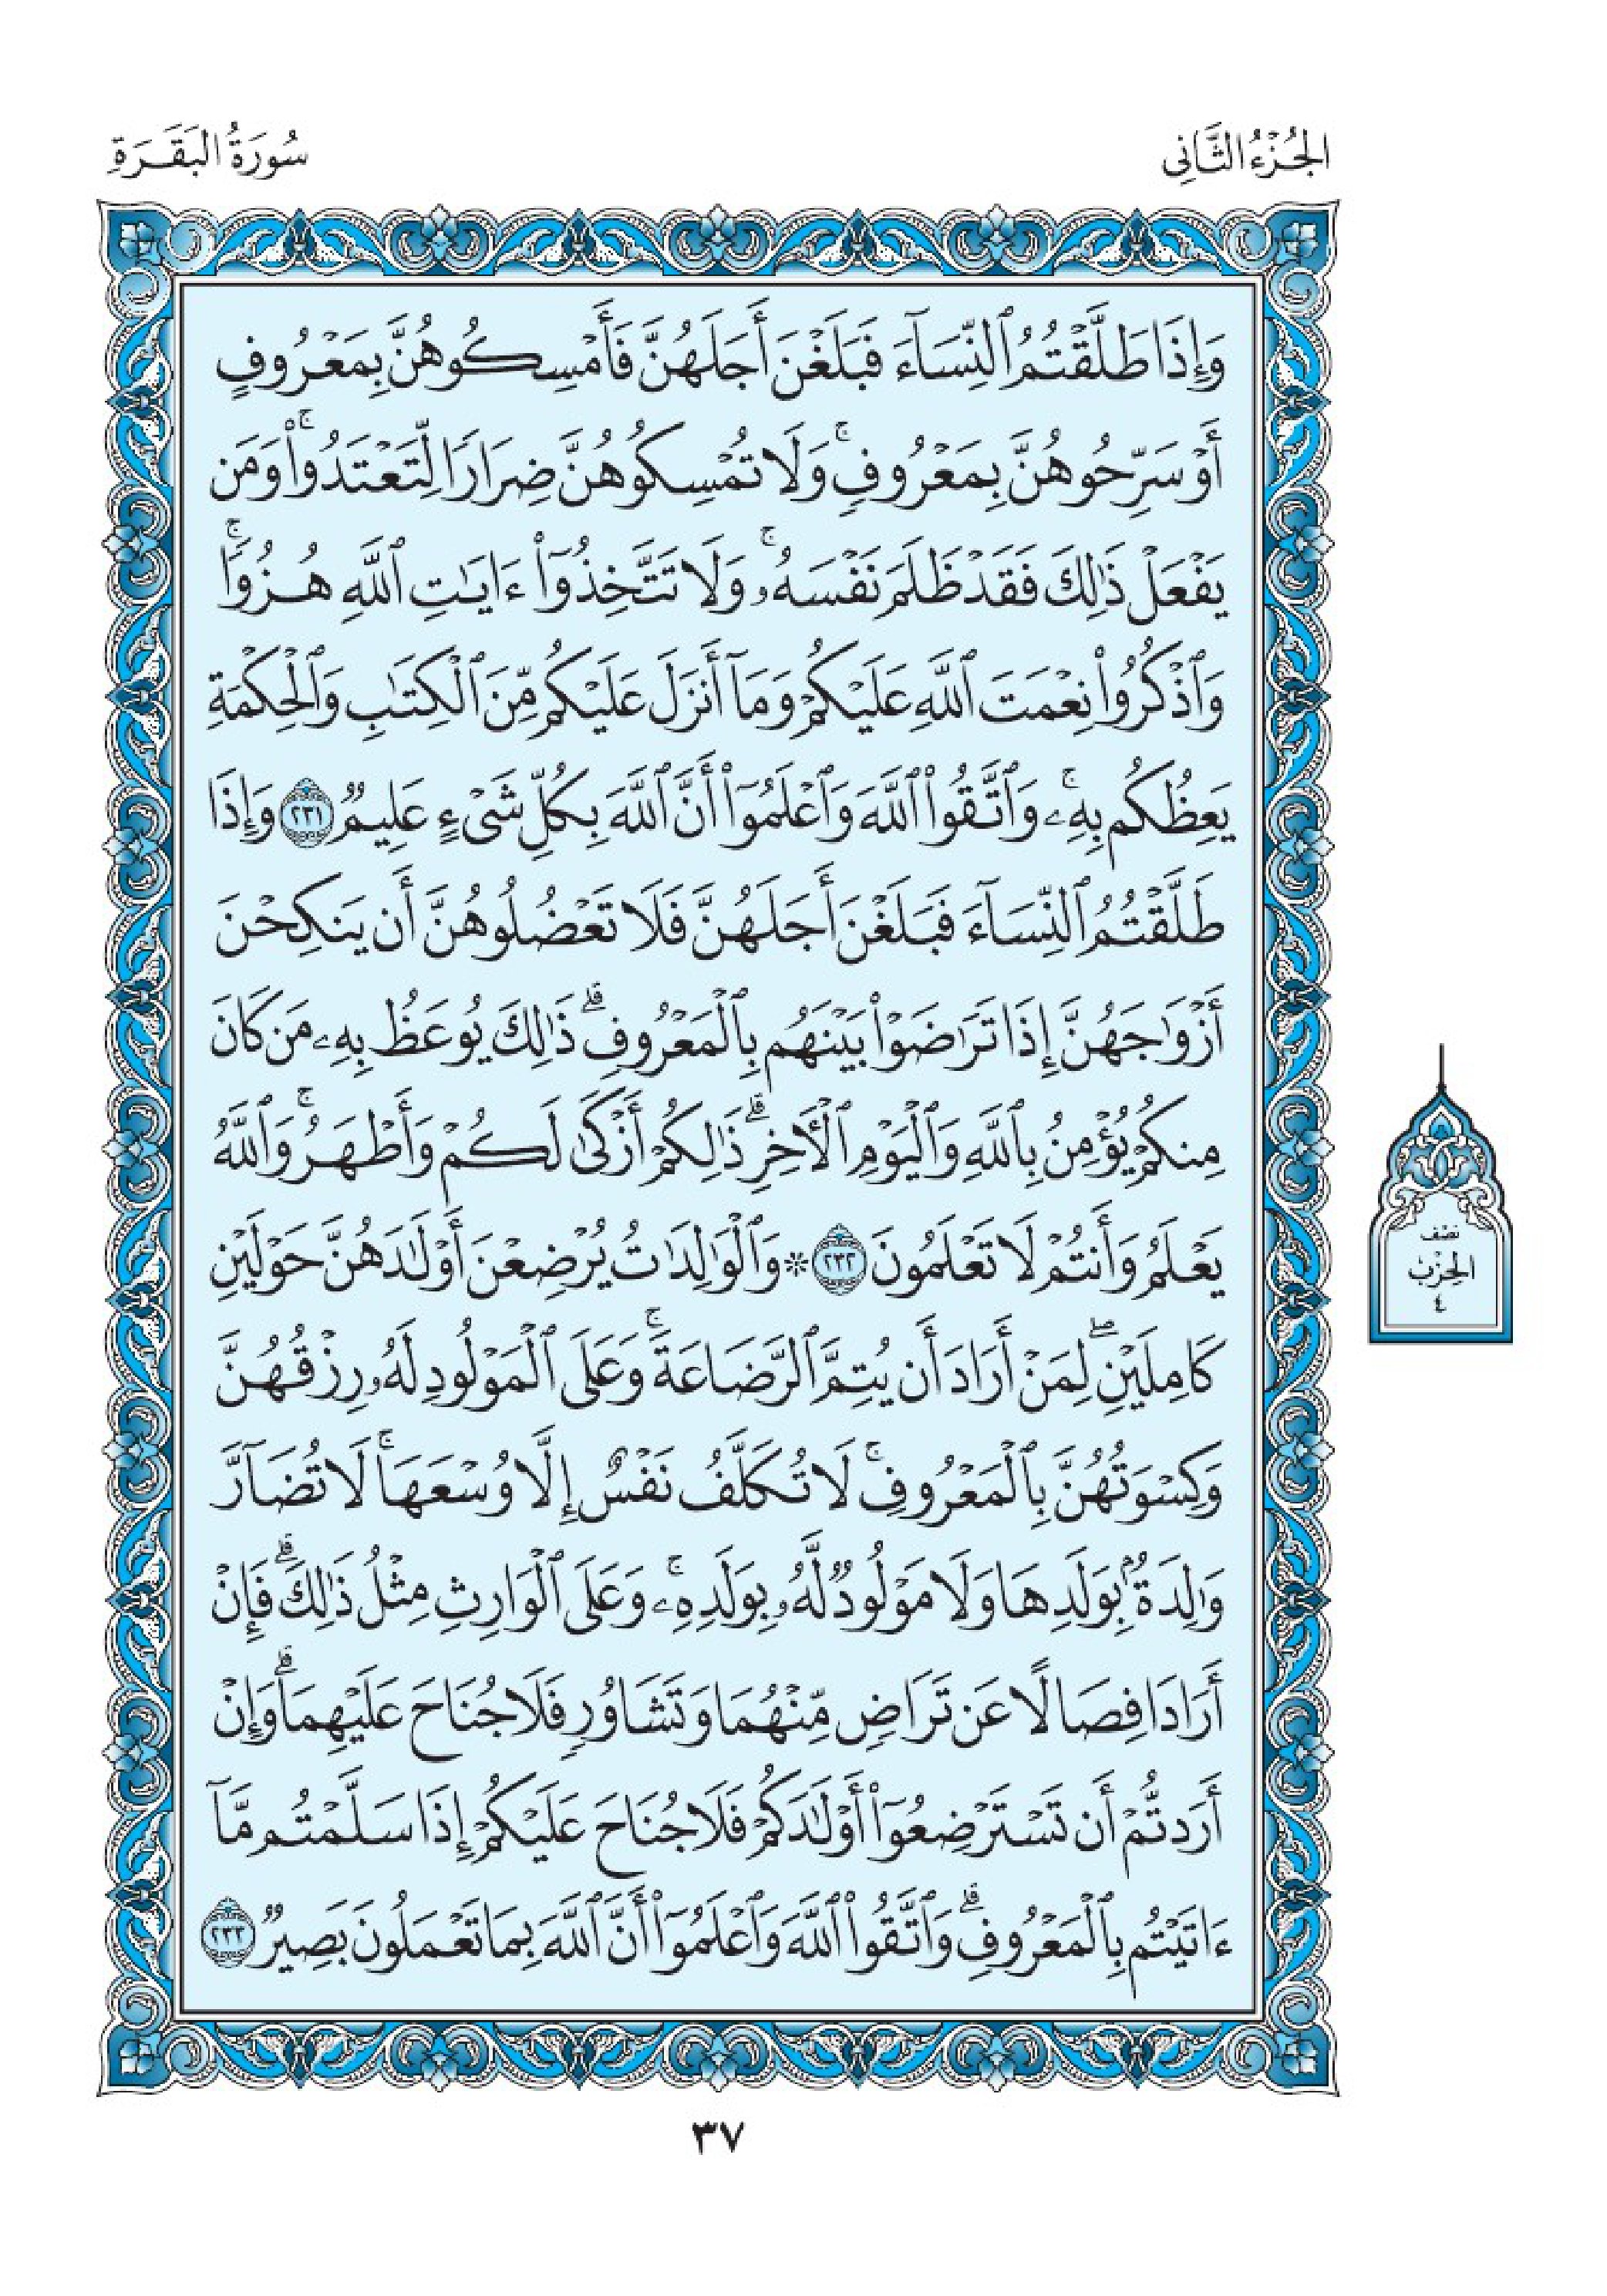 الجُزْءُ الثَّانِي
سُورَةُ البَقَرَةِ
وَإِذَا طَلَّقْتُمُ ٱلنِّسَآءَ فَبَلَغْنَ أَجَلَهُنَّ فَأَمْسِكُوهُنَّ بِمَعْرُوفٍ
أَوْ سَرِّحُوهُنَّ بِمَعْرُوفٍۚ وَلَا تُمْسِكُوهُنَّ ضِرَارًا لِّتَعْتَدُوا۟ۚ وَمَن
يَفْعَلْ ذَٰلِكَ فَقَدْ ظَلَمَ نَفْسَهُۥۚ وَلَا تَتَّخِذُوٓا۟ ءَايَٰتِ ٱللَّهِ هُزُوًاۚ
وَٱذْكُرُوا۟ نِعْمَتَ ٱللَّهِ عَلَيْكُمْ وَمَآ أَنزَلَ عَلَيْكُم مِّنَ ٱلْكِتَٰبِ وَٱلْحِكْمَةِ
يَعِظُكُم بِهِۦۚ وَٱتَّقُوا۟ ٱللَّهَ وَٱعْلَمُوٓا۟ أَنَّ ٱللَّهَ بِكُلِّ شَىْءٍ عَلِيمٌ ٢٣١ وَإِذَا
طَلَّقْتُمُ ٱلنِّسَآءَ فَبَلَغْنَ أَجَلَهُنَّ فَلَا تَعْضُلُوهُنَّ أَن يَنكِحْنَ
أَزْوَٰجَهُنَّ إِذَا تَرَٰضَوْا۟ بَيْنَهُم بِٱلْمَعْرُوفِۗ ذَٰلِكَ يُوعَظُ بِهِۦ مَن كَانَ
مِنكُمْ يُؤْمِنُ بِٱللَّهِ وَٱلْيَوْمِ ٱلْأَخِرِۗ ذَٰلِكُمْ أَزْكَىٰ لَكُمْ وَأَطْهَرُۚ وَٱللَّهُ
يَعْلَمُ وَأَنتُمْ لَا تَعْلَمُونَ ٢٣٢ * وَٱلْوَٰلِدَٰتُ يُرْضِعْنَ أَوْلَٰدَهُنَّ حَوْلَيْنِ
كَامِلَيْنِۖ لِمَنْ أَرَادَ أَن يُتِمَّ ٱلرَّضَاعَةَۚ وَعَلَى ٱلْمَوْلُودِ لَهُۥ رِزْقُهُنَّ
وَكِسْوَتُهُنَّ بِٱلْمَعْرُوفِۚ لَا تُكَلَّفُ نَفْسٌ إِلَّا وُسْعَهَاۚ لَا تُضَآرَّ
وَٰلِدَةٌۢ بِوَلَدِهَا وَلَا مَوْلُودٌ لَّهُۥ بِوَلَدِهِۦۚ وَعَلَى ٱلْوَارِثِ مِثْلُ ذَٰلِكَۗ فَإِنْ
أَرَادَا فِصَالًا عَن تَرَاضٍ مِّنْهُمَا وَتَشَاوُرٍ فَلَا جُنَاحَ عَلَيْهِمَاۗ وَإِنْ
أَرَدتُّمْ أَن تَسْتَرْضِعُوٓا۟ أَوْلَٰدَكُمْ فَلَا جُنَاحَ عَلَيْكُمْ إِذَا سَلَّمْتُم مَّآ
ءَاتَيْتُم بِٱلْمَعْرُوفِۗ وَٱتَّقُوا۟ ٱللَّهَ وَٱعْلَمُوٓا۟ أَنَّ ٱللَّهَ بِمَا تَعْمَلُونَ بَصِيرٌ ٢٣٣
نصْف
الحِزْب
٤
٣٧